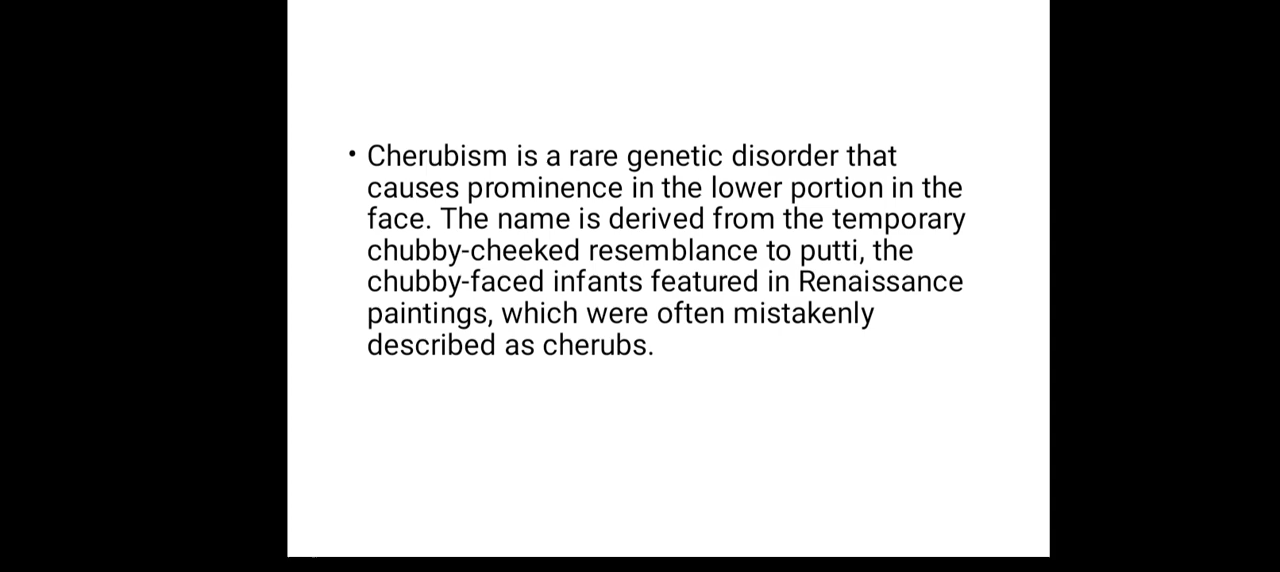 • Cherubism is a rare genetic disorder that
causes prominence in the lower portion in the
face. The name is derived from the temporary
chubby-cheeked resemblance to putti, the
chubby-faced infants featured in Renaissance
paintings, which were often mistakenly
described as cherubs.